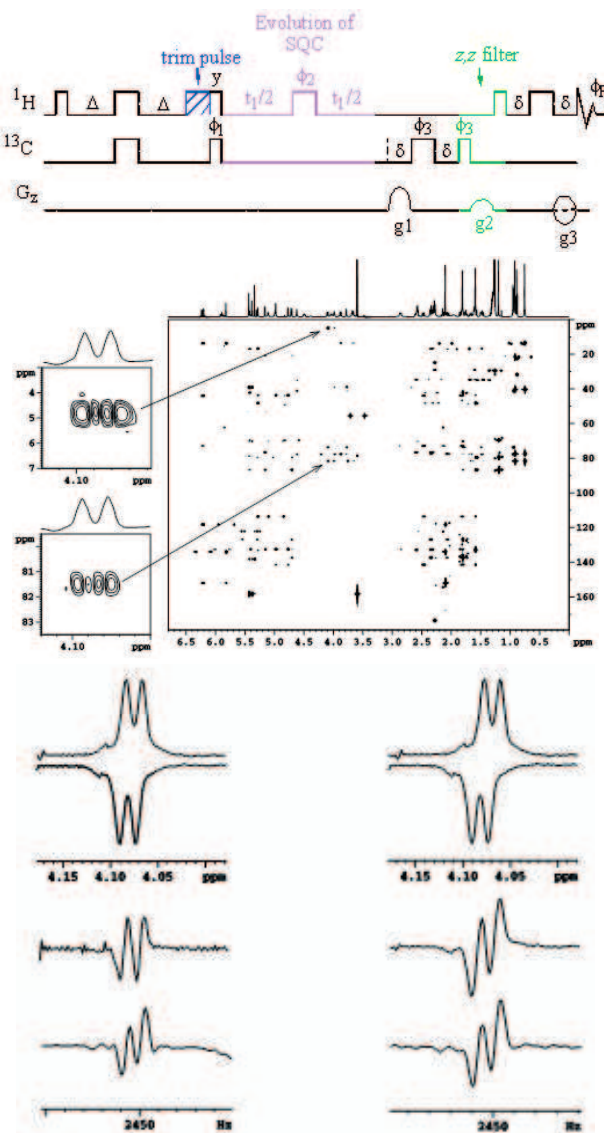 Evolution of
SQC
trim pulse
y
ϕ2
z,z filter
¹H
Δ
Δ
t1/2
t1/2
δ
δ
ϕR
¹³C
ϕ1
δ
ϕ3
δ
ϕ3
Gz
g1
g2
g3
ppm
4
5
6
7
4.10
ppm
ppm
20
40
60
80
100
120
140
160
6.5
6.0
5.5
5.0
4.5
4.0
3.5
3.0
2.5
2.0
1.5
1.0
0.5
ppm
ppm
81
82
83
4.10
ppm
4.15
4.10
4.05
ppm
4.15
4.10
4.05
ppm
2450
Hz
2450
Hz